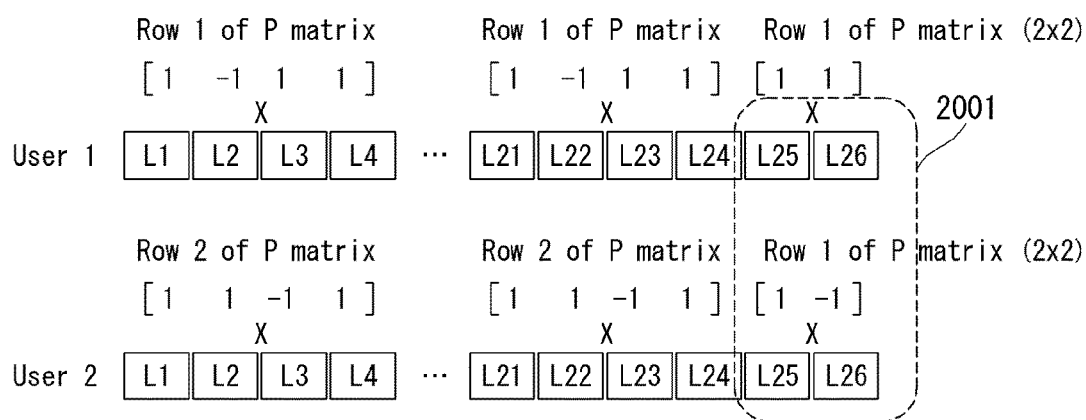 Row 1 of P matrix Row 1 of P matrix Row 1 of P matrix (2x2)
[ 1 -1 1 1 ] [ 1 -1 1 1 ] [ 1 1 ]
X X X 2001
User 1 L1 L2 L3 L4 ... L21 L22 L23 L24 L25 L26
Row 2 of P matrix Row 2 of P matrix Row 1 of P matrix (2x2)
[ 1 1 -1 1 ] [ 1 1 -1 1 ] [ 1 -1 ]
X X X
User 2 L1 L2 L3 L4 ... L21 L22 L23 L24 L25 L26